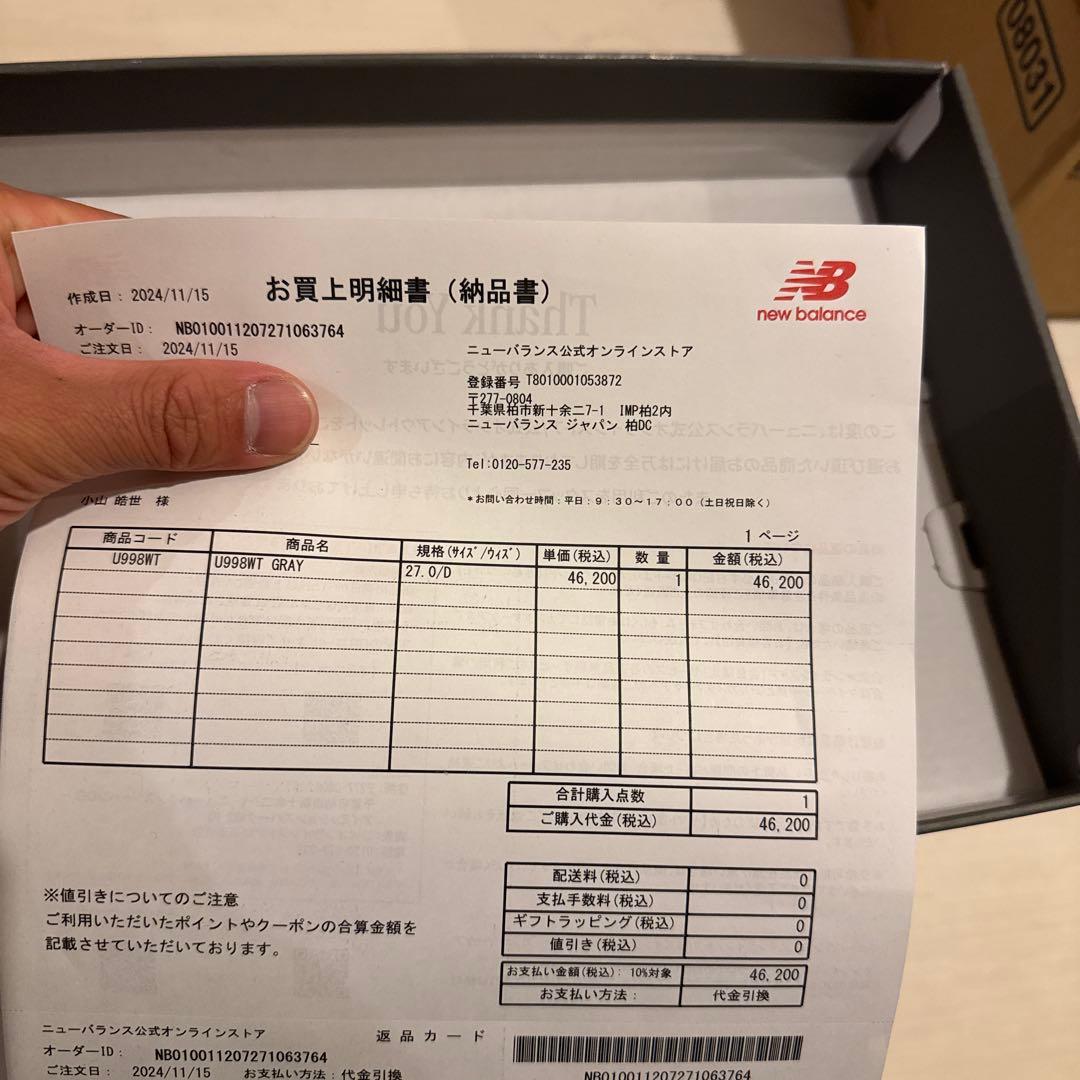 08031
作成日: 2024/11/15
お買上明細書（納品書）
new balance
オーダーID: NB010011207271063764
ご注文日: 2024/11/15
ニューバランス公式オンラインストア
登録番号 T8010001053872
〒277-0804
千葉県柏市新十余二7-1 IMP柏2内
ニューバランス ジャパン 柏DC
Tel:0120-577-235
*お問い合わせ時間：平日：9：30～17：00（土日祝日除く）
小山 皓世 様
1 ページ
商品コード 商品名 規格(サイズ/ウィズ) 単価(税込) 数量 金額(税込)
U998WT U998WT GRAY 27.0/D 46,200 1 46,200
合計購入点数 1
ご購入代金(税込) 46,200
配送料(税込) 0
支払手数料(税込) 0
ギフトラッピング(税込) 0
値引き(税込) 0
※値引きについてのご注意
ご利用いただいたポイントやクーポンの合算金額を
記載させていただいております。
お支払い金額(税込): 10%対象 46,200
お支払い方法: 代金引換
ニューバランス公式オンラインストア 返品カード
オーダーID: NB010011207271063764
ご注文日: 2024/11/15 お支払い方法：代金引換
NB010011207271063764